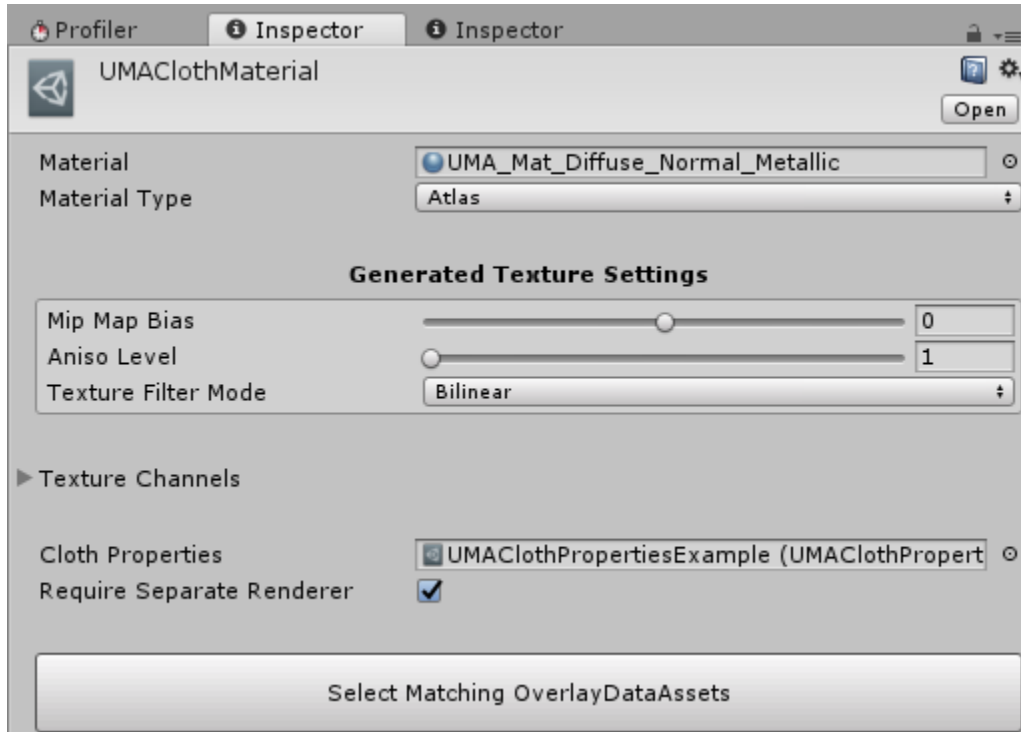 Profiler Inspector Inspector
UMAClothMaterial
Open
Material UMA_Mat_Diffuse_Normal_Metallic
Material Type Atlas
Generated Texture Settings
Mip Map Bias 0
Aniso Level 1
Texture Filter Mode Bilinear
Texture Channels
Cloth Properties UMAClothPropertiesExample (UMAClothPropert
Require Separate Renderer
Select Matching OverlayDataAssets